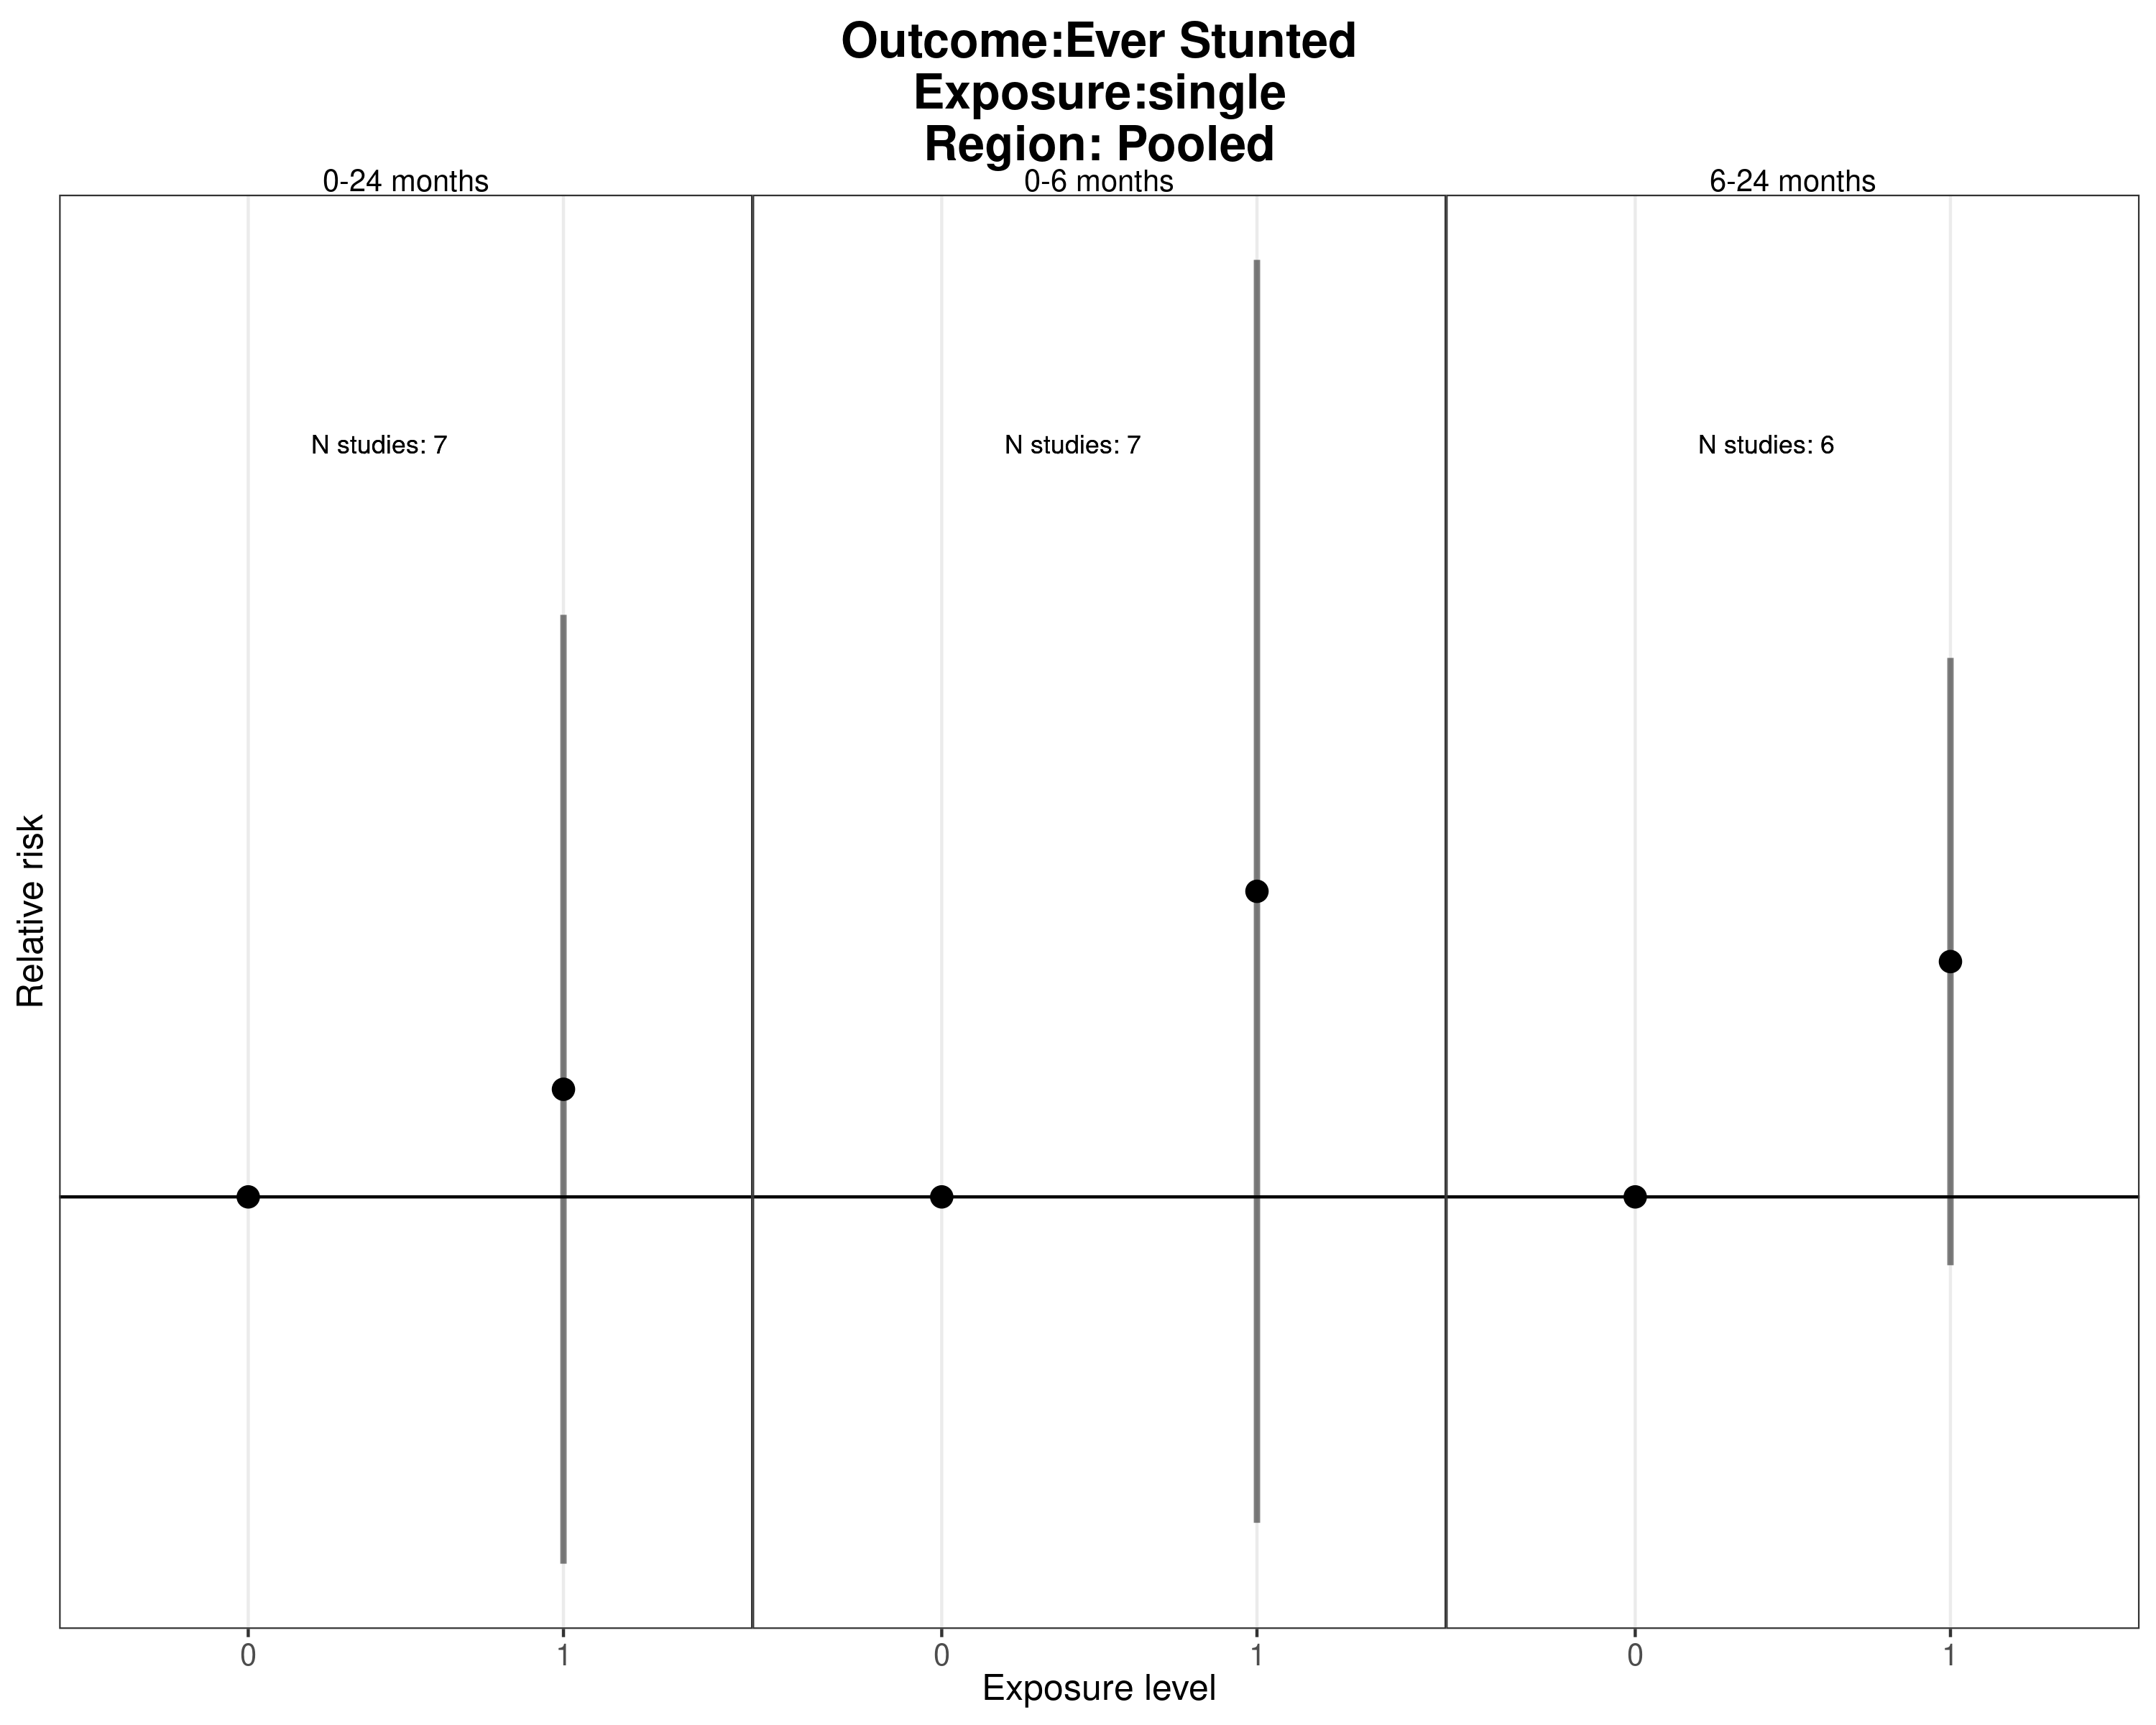 Outcome:Ever Stunted
Exposure:single
Region: Pooled
0-24 months
0-6 months
6-24 months
N studies: 7
N studies: 7
N studies: 6
Relative risk
0
1
0
1
0
1
Exposure level